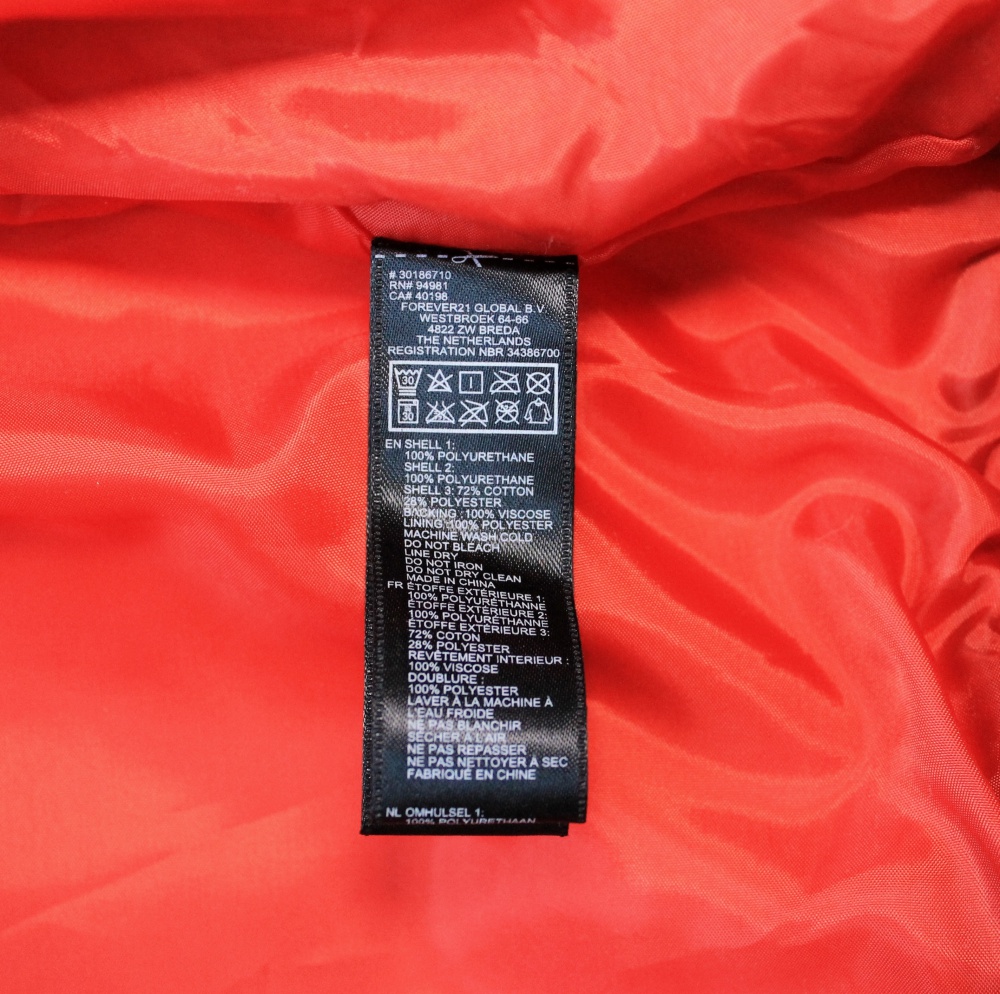 # 30186710
RN# 94981
CA# 40198
FOREVER21 GLOBAL B.V
WESTBROEK 64-66
4822 ZW BREDA
THE NETHERLANDS
REGISTRATION NBR 34386700
30
30
EN SHELL 1:
100% POLYURETHANE
SHELL 2:
100% POLYURETHANE
SHELL 3: 72% COTTON
28% POLYESTER
BACKING :100% VISCOSE
LINING :100% POLYESTER
MACHINE WASH COLD
DO NOT BLEACH
LINE DRY
DO NOT IRON
DO NOT DRY CLEAN
MADE IN CHINA
FR ÉTOFFE EXTÉRIEURE 1:
100% POLYURÉTHANNE
ÉTOFFE EXTÉRIEURE 2:
100% POLYURÉTHANNE
ÉTOFFE EXTÉRIEURE 3:
72% COTON
28% POLYESTER
REVÊTEMENT INTERIEUR :
100% VISCOSE
DOUBLURE :
100% POLYESTER
LAVER À LA MACHINE À
L'EAU FROIDE
NE PAS BLANCHIR
SÉCHER À L'AIR
NE PAS REPASSER
NE PAS NETTOYER À SEC
FABRIQUÉ EN CHINE
NL OMHULSEL 1:
100% POLYURETHAAN